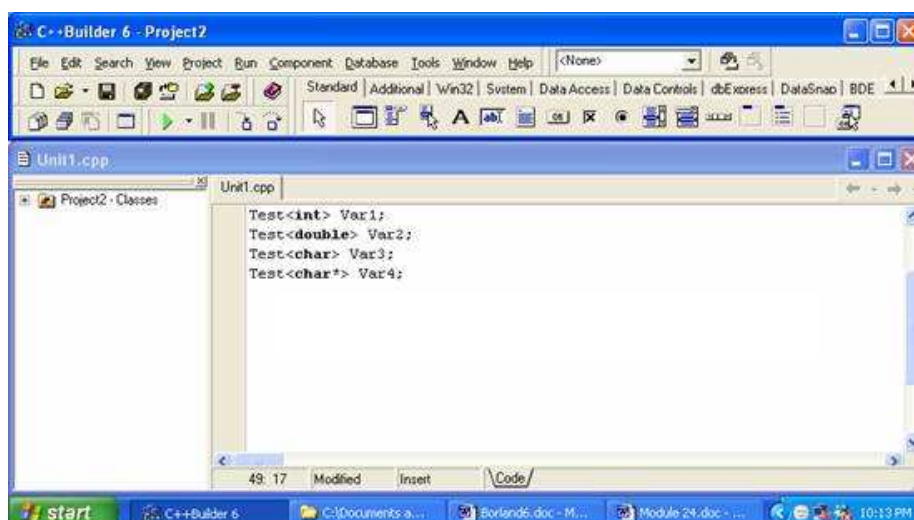 C++Builder 6 - Project2
File Edit Search View Project Run Component Database Tools Window Help <None>
Standard Additional Win32 System Data Access Data Controls dbExpress DataSnap BDE
Unit1.cpp
Project2 - Classes
Unit1.cpp
Test<int> Var1;
Test<double> Var2;
Test<char> Var3;
Test<char*> Var4;
49: 17 Modified Insert \Code/
start C++Builder 6 C:\Documents a... Borland6.doc - M... Module 24.doc - ... 10:13 PM